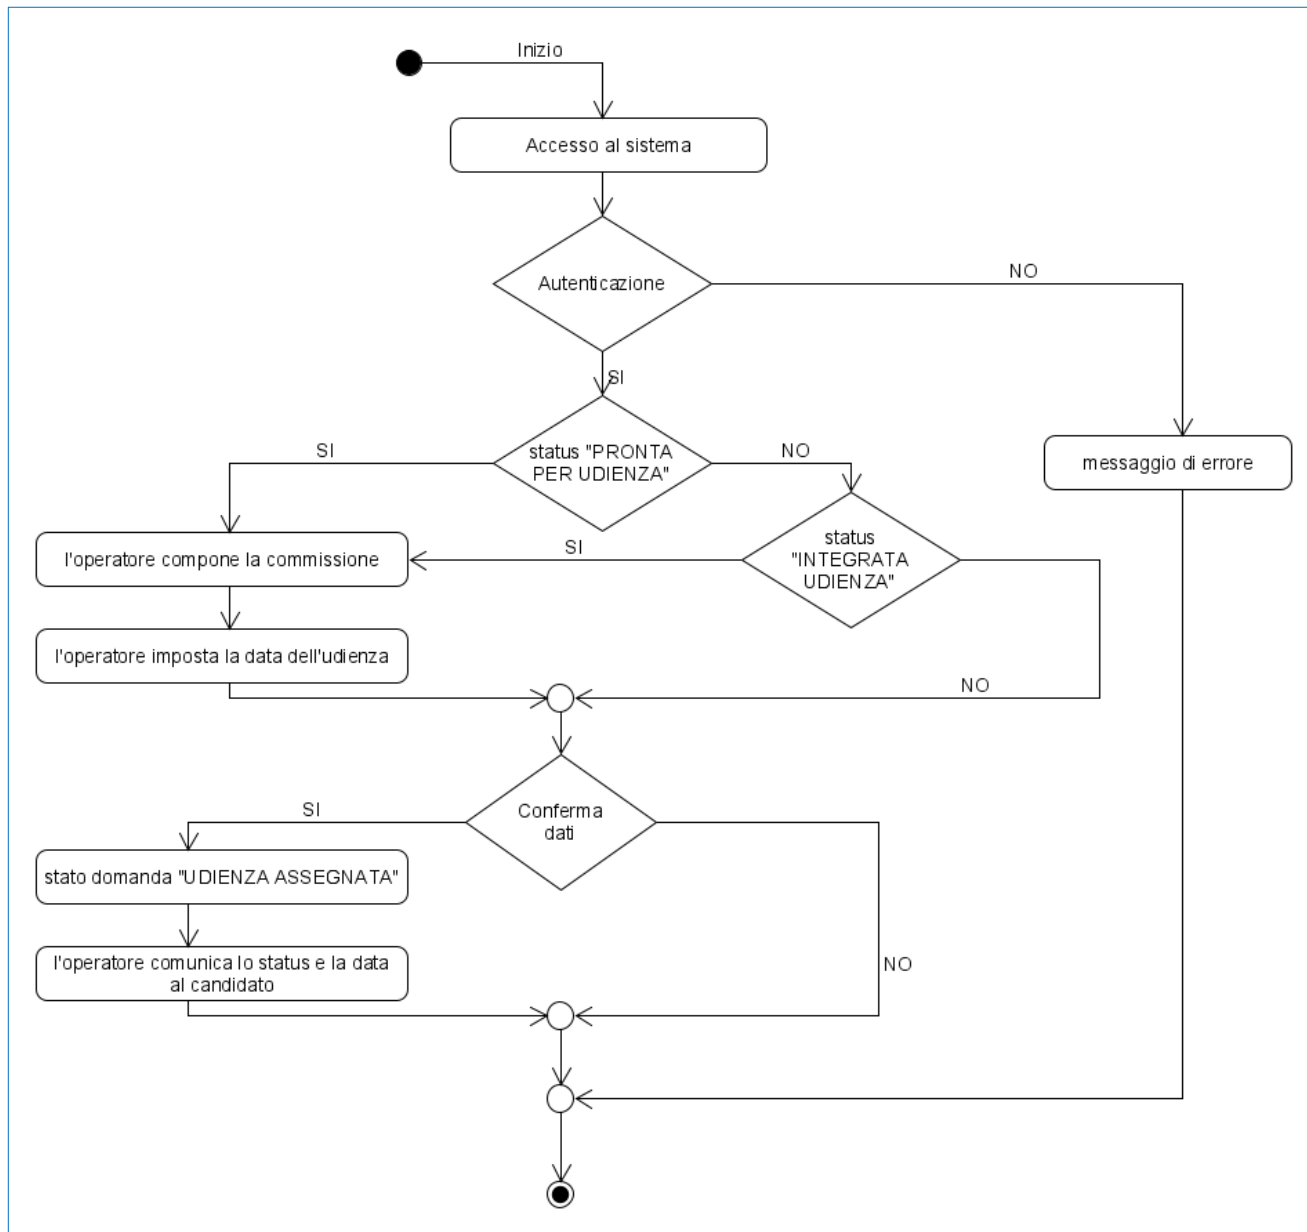 Inizio
Accesso al sistema
Autenticazione
NO
SI
status "PRONTA
PER UDIENZA"
SI
NO
messaggio di errore
l'operatore compone la commissione
SI
status
"INTEGRATA
UDIENZA"
l'operatore imposta la data dell'udienza
NO
Conferma
dati
SI
stato domanda "UDIENZA ASSEGNATA"
l'operatore comunica lo status e la data
al candidato
NO